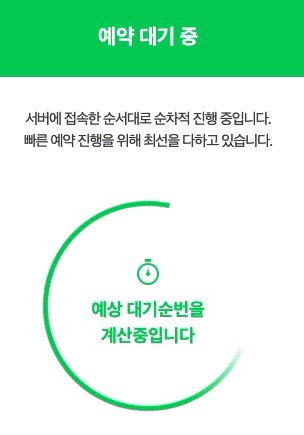 예약 대기 중
서버에 접속한 순서대로 순차적 진행 중입니다.
빠른 예약 진행을 위해 최선을 다하고 있습니다.
예상 대기순번을
계산중입니다